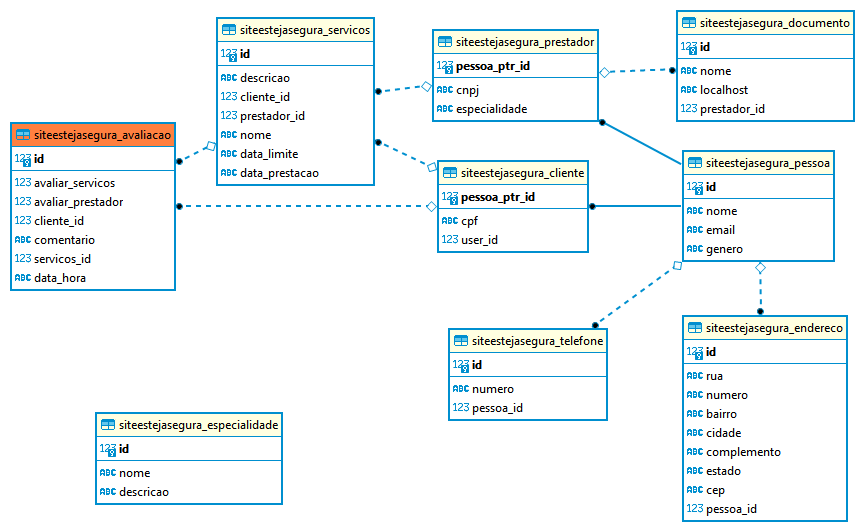 siteestejasegura_servicos
123 id
ABC descricao
123 cliente_id
123 prestador_id
ABC nome
ABC data_limite
ABC data_prestacao
siteestejasegura_prestador
123 pessoa_ptr_id
ABC cnpj
ABC especialidade
siteestejasegura_documento
123 id
ABC nome
ABC localhost
123 prestador_id
siteestejasegura_avaliacao
123 id
123 avaliar_servicos
123 avaliar_prestador
123 cliente_id
ABC comentario
123 servicos_id
ABC data_hora
siteestejasegura_cliente
123 pessoa_ptr_id
ABC cpf
123 user_id
siteestejasegura_pessoa
123 id
ABC nome
ABC email
ABC genero
siteestejasegura_telefone
123 id
ABC numero
123 pessoa_id
siteestejasegura_endereco
123 id
ABC rua
ABC numero
ABC bairro
ABC cidade
ABC complemento
ABC estado
ABC cep
123 pessoa_id
siteestejasegura_especialidade
123 id
ABC nome
ABC descricao